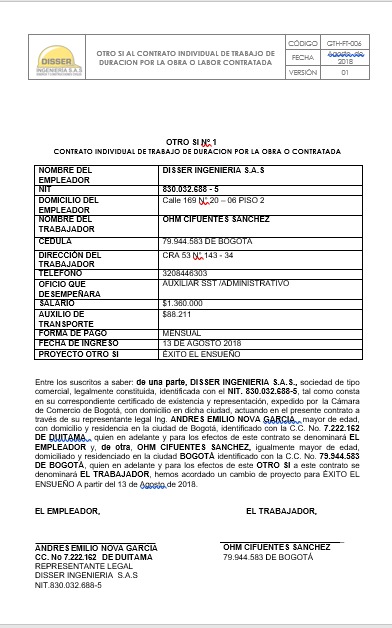 DISSER
INGENIERIA S.A.S
OTRO SI AL CONTRATO INDIVIDUAL DE TRABAJO DE
DURACION POR LA OBRA O LABOR CONTRATADA
CÓDIGO GTH-FT-006
FECHA Agosto de
2018
VERSIÓN 01
OTRO SI Nº 1
CONTRATO INDIVIDUAL DE TRABAJO DE DURACION POR LA OBRA O CONTRATADA
NOMBRE DEL DISSER INGENIERIA S.A.S
EMPLEADOR
NIT 830.032.688 - 5
DOMICILIO DEL Calle 169 Nº 20 – 06 PISO 2
EMPLEADOR
NOMBRE DEL OHM CIFUENTES SANCHEZ
TRABAJADOR
CEDULA 79.944.583 DE BOGOTA
DIRECCIÓN DEL CRA 53 Nº 143 - 34
TRABAJADOR
TELEFONO 3208446303
OFICIO QUE AUXILIAR SST /ADMINISTRATIVO
DESEMPEÑARA
SALARIO $1.360.000
AUXILIO DE $88.211
TRANSPORTE
FORMA DE PAGO MENSUAL
FECHA DE INGRESO 13 DE AGOSTO 2018
PROYECTO OTRO SI ÉXITO EL ENSUEÑO
Entre los suscritos a saber: de una parte, DISSER INGENIERIA S.A.S., sociedad de tipo
comercial, legalmente constituida, identificada con el NIT. 830.032.688-5, tal como consta
en su correspondiente certificado de existencia y representación, expedido por la Cámara
de Comercio de Bogotá, con domicilio en dicha ciudad, actuando en el presente contrato a
través de su representante legal Ing. ANDRES EMILIO NOVA GARCIA, mayor de edad,
con domicilio y residencia en la ciudad de Bogotá, identificado con la C.C. No. 7.222.162
DE DUITAMA, quien en adelante y para los efectos de este contrato se denominará EL
EMPLEADOR y, de otra, OHM CIFUENTES SANCHEZ, igualmente mayor de edad,
domiciliado y residenciado en la ciudad BOGOTÁ identificado con la C.C. No. 79.944.583
DE BOGOTÁ, quien en adelante y para los efectos de este OTRO SI a este contrato se
denominará EL TRABAJADOR, hemos acordado un cambio de proyecto para ÉXITO EL
ENSUEÑO A partir del 13 de Agosto de 2018.
EL EMPLEADOR, EL TRABAJADOR,
ANDRES EMILIO NOVA GARCIA OHM CIFUENTES SANCHEZ
CC. No 7.222.162 DE DUITAMA 79.944.583 DE BOGOTÁ
REPRESENTANTE LEGAL
DISSER INGENIERIA S.A.S
NIT.830.032.688-5